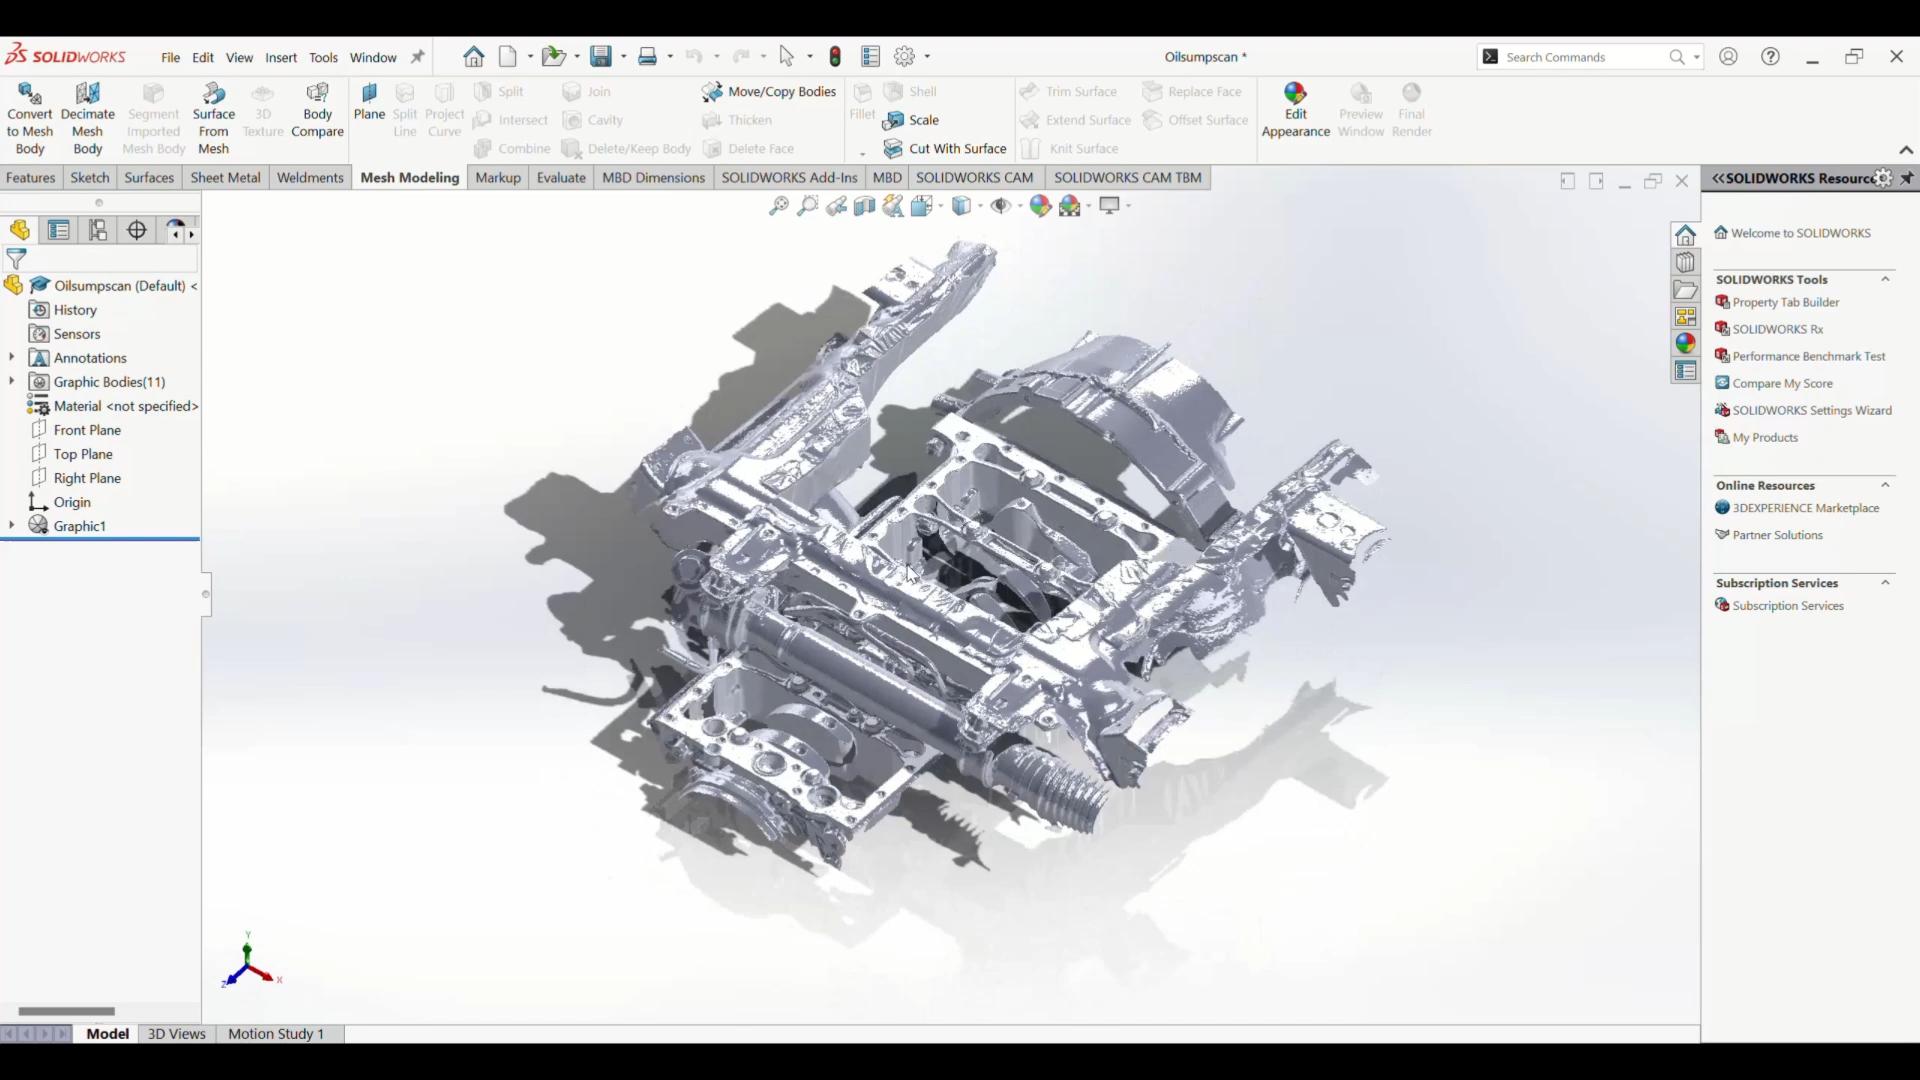 SOLIDWORKS File Edit View Insert Tools Window Oilsumpscan * Search Commands
Convert to Mesh Body
Decimate Mesh Body
Segment Imported Mesh Body
Surface From Mesh
3D Texture
Body Compare
Plane
Split Line
Project Curve
Split
Intersect
Combine
Join
Cavity
Delete/Keep Body
Move/Copy Bodies
Thicken
Delete Face
Fillet
Shell
Scale
Cut With Surface
Trim Surface
Extend Surface
Knit Surface
Replace Face
Offset Surface
Edit Appearance
Preview Window
Final Render
Features Sketch Surfaces Sheet Metal Weldments Mesh Modeling Markup Evaluate MBD Dimensions SOLIDWORKS Add-Ins MBD SOLIDWORKS CAM SOLIDWORKS CAM TBM
Oilsumpscan (Default) <
History
Sensors
Annotations
Graphic Bodies(11)
Material <not specified>
Front Plane
Top Plane
Right Plane
Origin
Graphic1
Y
X
Z
Model 3D Views Motion Study 1
SOLIDWORKS Resource
Welcome to SOLIDWORKS
SOLIDWORKS Tools
Property Tab Builder
SOLIDWORKS Rx
Performance Benchmark Test
Compare My Score
SOLIDWORKS Settings Wizard
My Products
Online Resources
3DEXPERIENCE Marketplace
Partner Solutions
Subscription Services
Subscription Services